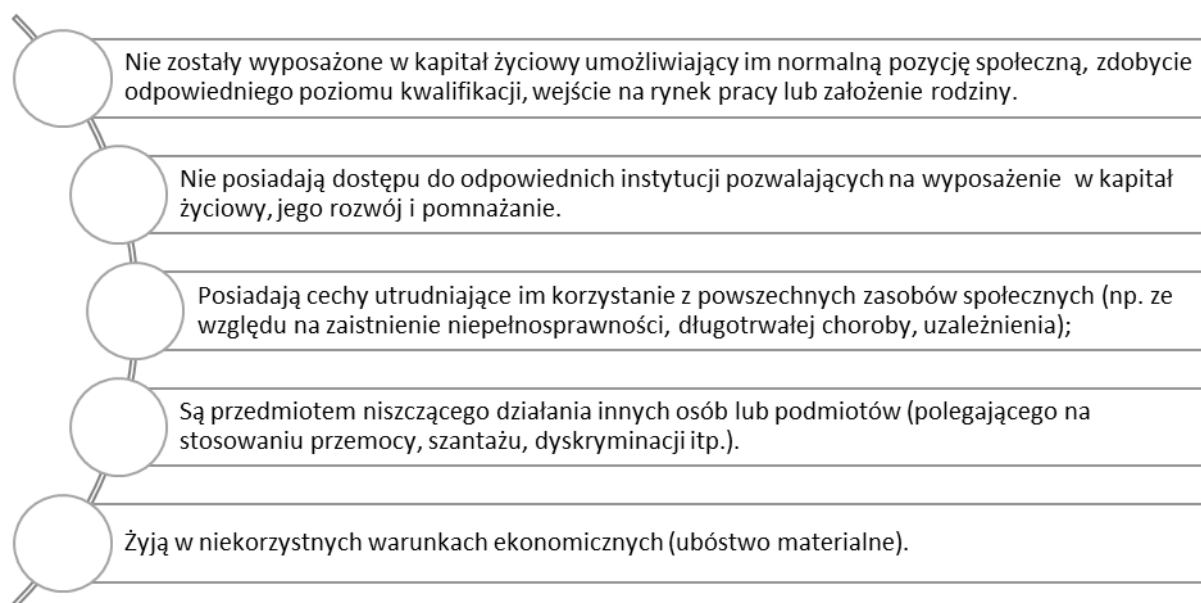 Nie zostały wyposażone w kapitał życiowy umożliwiający im normalną pozycję społeczną, zdobycie
odpowiedniego poziomu kwalifikacji, wejście na rynek pracy lub założenie rodziny.
Nie posiadają dostępu do odpowiednich instytucji pozwalających na wyposażenie w kapitał
życiowy, jego rozwój i pomnażanie.
Posiadają cechy utrudniające im korzystanie z powszechnych zasobów społecznych (np. ze
względu na zaistnienie niepełnosprawności, długotrwałej choroby, uzależnienia);
Są przedmiotem niszczącego działania innych osób lub podmiotów (polegającego na
stosowaniu przemocy, szantażu, dyskryminacji itp.).
Żyją w niekorzystnych warunkach ekonomicznych (ubóstwo materialne).